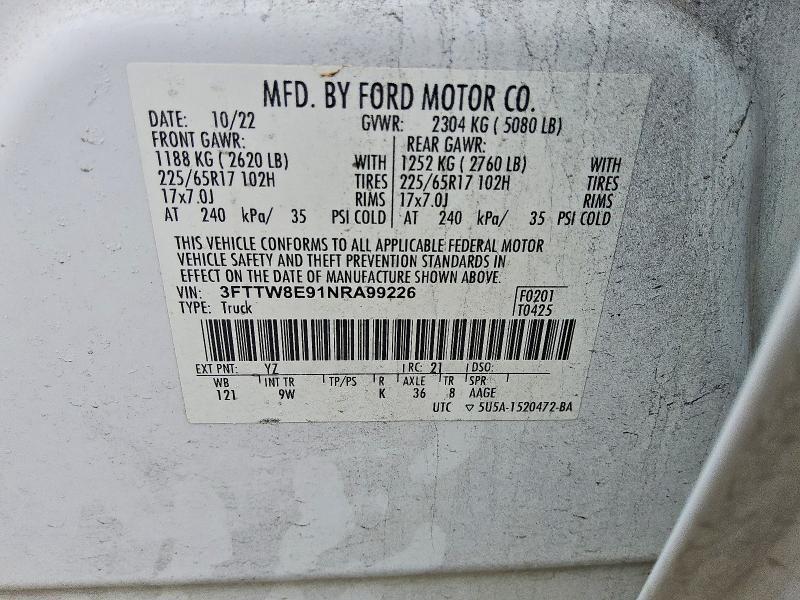 MFD. BY FORD MOTOR CO.
DATE: 10/22 GVWR: 2304 KG ( 5080 LB)
FRONT GAWR: REAR GAWR:
1188 KG ( 2620 LB) WITH 1252 KG ( 2760 LB) WITH
225/65R17 102H TIRES 225/65R17 102H TIRES
17x7.0J RIMS 17x7.0J RIMS
AT 240 kPa/ 35 PSI COLD AT 240 kPa/ 35 PSI COLD
THIS VEHICLE CONFORMS TO ALL APPLICABLE FEDERAL MOTOR
VEHICLE SAFETY AND THEFT PREVENTION STANDARDS IN
EFFECT ON THE DATE OF MANUFACTURE SHOWN ABOVE.
VIN: 3FTTW8E91NRA99226 F0201
TYPE: Truck T0425
EXT PNT: YZ RC: 21 DSO:
WB INT TR TP/PS R AXLE TR SPR
121 9W K 36 8 AAGE
UTC ▽ 5U5A-1520472-BA